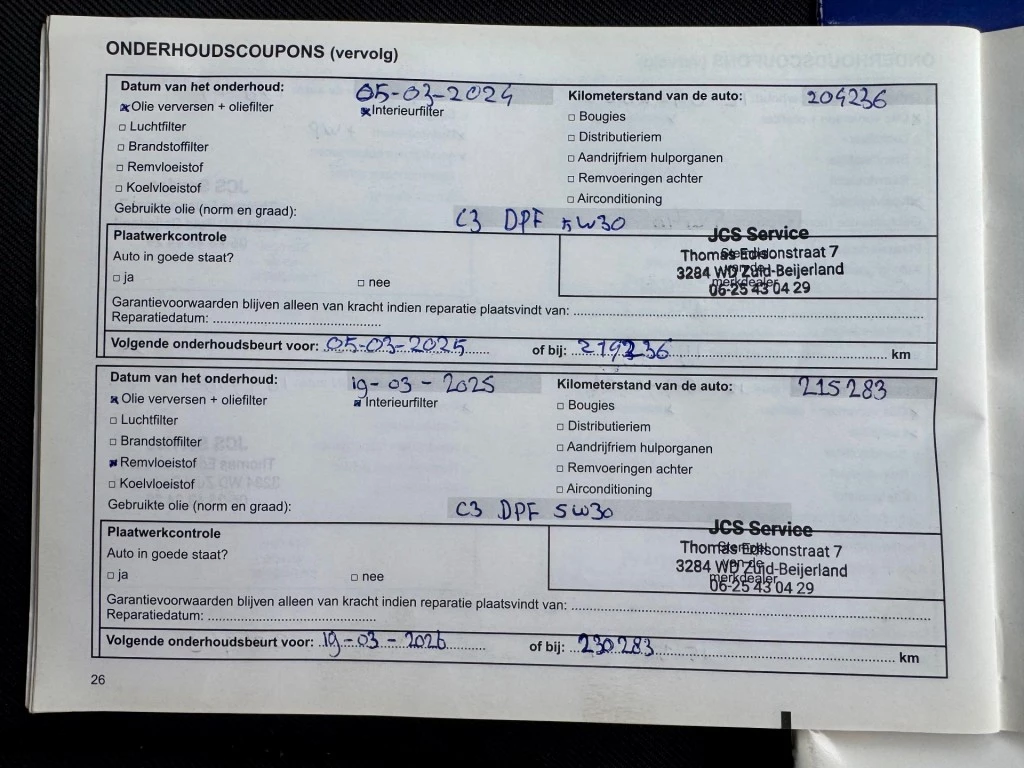 ONDERHOUDSCOUPONS (vervolg)
Datum van het onderhoud: 05-03-2024 Kilometerstand van de auto: 204236
Olie verversen + oliefilter Interieurfilter Bougies
Luchtfilter Distributieriem
Brandstoffilter Aandrijfriem hulporganen
Remvloeistof Remvoeringen achter
Koelvloeistof Airconditioning
Gebruikte olie (norm en graad): C3 DPF 5W30
Plaatwerkcontrole JCS Service
Auto in goede staat? Thomas Edisonstraat 7
3284 WD Zuid-Beijerland
ja nee merkdealer
06-25 43 04 29
Garantievoorwaarden blijven alleen van kracht indien reparatie plaatsvindt van:
Reparatiedatum:
Volgende onderhoudsbeurt voor: 05-03-2025 of bij: 219236 km
Datum van het onderhoud: 19-03-2025 Kilometerstand van de auto: 215283
Olie verversen + oliefilter Interieurfilter Bougies
Luchtfilter Distributieriem
Brandstoffilter Aandrijfriem hulporganen
Remvloeistof Remvoeringen achter
Koelvloeistof Airconditioning
Gebruikte olie (norm en graad): C3 DPF 5W30
Plaatwerkcontrole JCS Service
Auto in goede staat? Thomas Edisonstraat 7
Stempel van de
3284 WD Zuid-Beijerland
ja nee merkdealer
06-25 43 04 29
Garantievoorwaarden blijven alleen van kracht indien reparatie plaatsvindt van:
Reparatiedatum:
Volgende onderhoudsbeurt voor: 19-03-2026 of bij: 230283 km
26